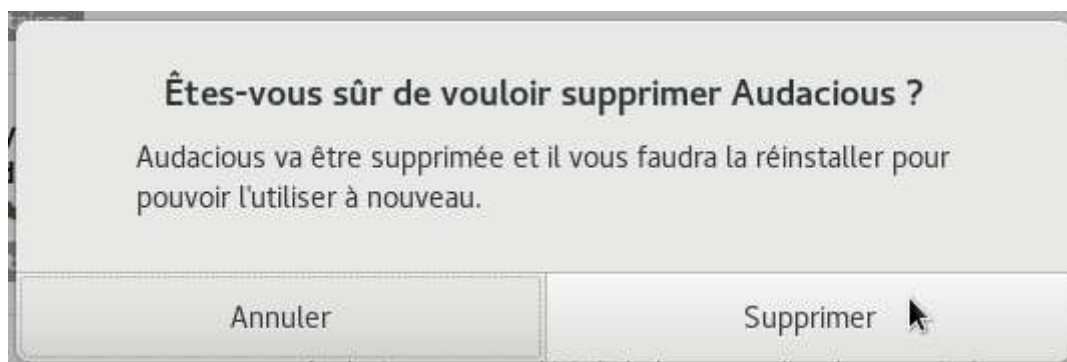 Êtes-vous sûr de vouloir supprimer Audacious ?
Audacious va être supprimée et il vous faudra la réinstaller pour
pouvoir l'utiliser à nouveau.
Annuler
Supprimer